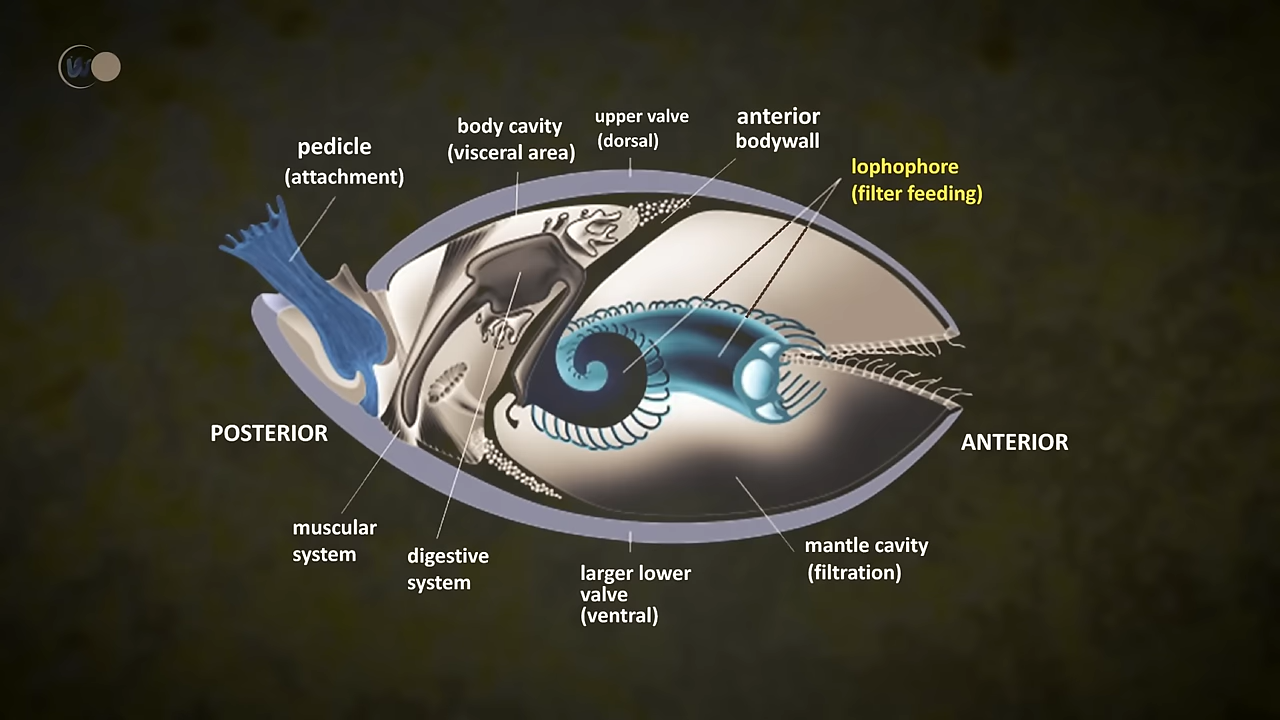 pedicle
(attachment)
body cavity
(visceral area)
upper valve
(dorsal)
anterior
bodywall
lophophore
(filter feeding)
POSTERIOR
ANTERIOR
muscular
system
digestive
system
larger lower
valve
(ventral)
mantle cavity
(filtration)